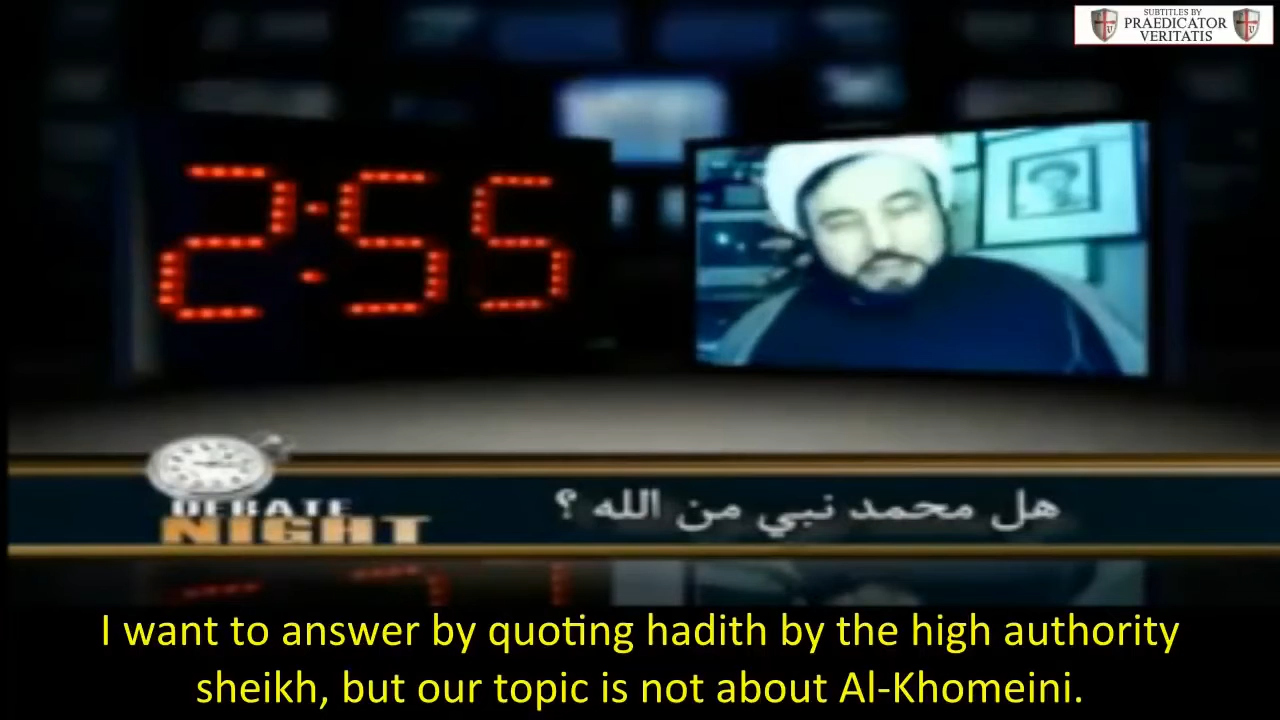 SUBTITLES BY
PRAEDICATOR
VERITATIS
2:55
DEBATE
NIGHT
هل محمد نبي من الله ؟
I want to answer by quoting hadith by the high authority
sheikh, but our topic is not about Al-Khomeini.